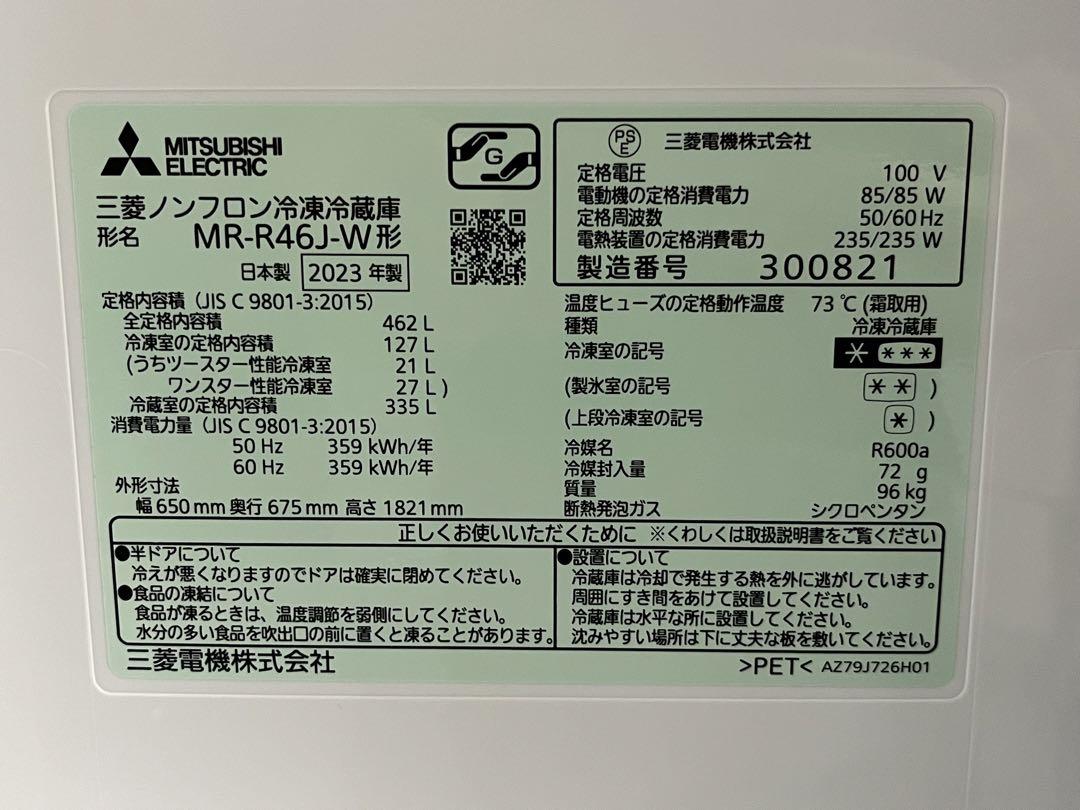 MITSUBISHI
ELECTRIC
G
三菱ノンフロン冷凍冷蔵庫
形名 MR-R46J-W形
日本製 2023 年製
定格内容積（JIS C 9801-3:2015）
全定格内容積 462 L
冷凍室の定格内容積 127 L
(うちツースター性能冷凍室 21 L
ワンスター性能冷凍室 27 L)
冷蔵室の定格内容積 335 L
消費電力量（JIS C 9801-3:2015）
50 Hz 359 kWh/年
60 Hz 359 kWh/年
外形寸法
幅 650 mm 奥行 675 mm 高さ 1821 mm
PSE 三菱電機株式会社
定格電圧 100 V
電動機の定格消費電力 85/85 W
定格周波数 50/60 Hz
電熱装置の定格消費電力 235/235 W
製造番号 300821
温度ヒューズの定格動作温度 73 ℃ (霜取用)
種類 冷凍冷蔵庫
冷凍室の記号 * ***
(製氷室の記号 ** )
(上段冷凍室の記号 * )
冷媒名 R600a
冷媒封入量 72 g
質量 96 kg
断熱発泡ガス シクロペンタン
正しくお使いいただくために ※くわしくは取扱説明書をご覧ください
●半ドアについて
冷えが悪くなりますのでドアは確実に閉めてください。
●食品の凍結について
食品が凍るときは、温度調節を弱側にしてください。
水分の多い食品を吹出口の前に置くと凍ることがあります。
●設置について
冷蔵庫は冷却で発生する熱を外に逃がしています。
周囲にすき間をあけて設置してください。
冷蔵庫は水平な所に設置してください。
沈みやすい場所は下に丈夫な板を敷いてください。
三菱電機株式会社
>PET< AZ79J726H01